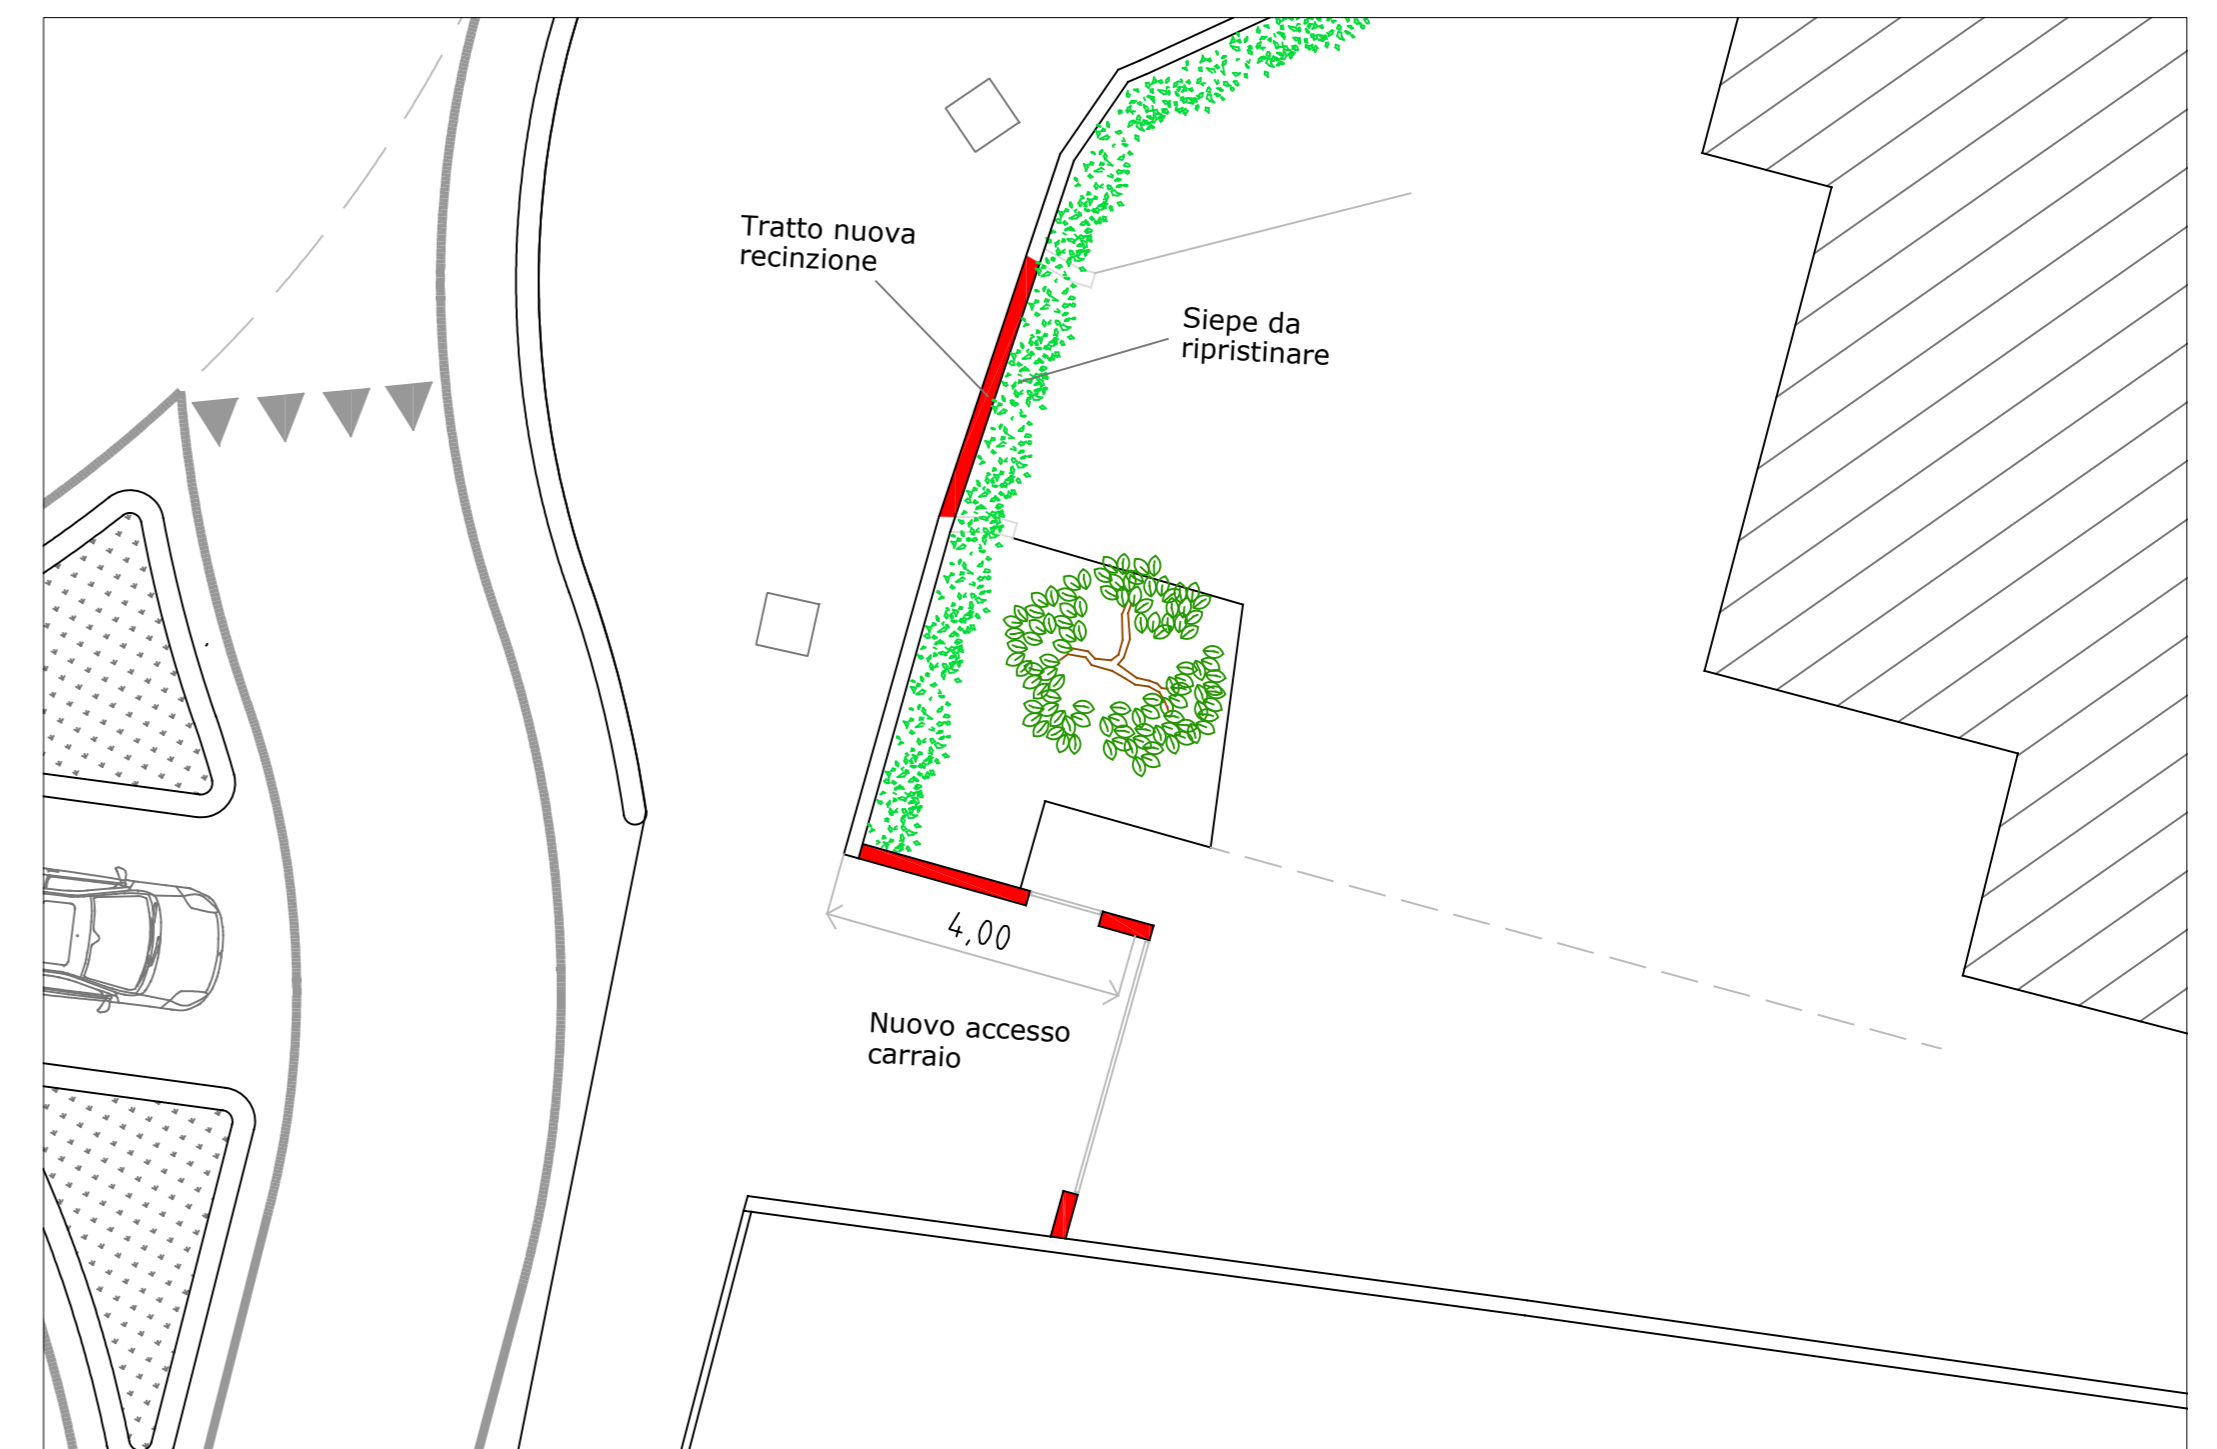 Tratto nuova
recinzione
Siepe da
ripristinare
4,00
Nuovo accesso
carraio